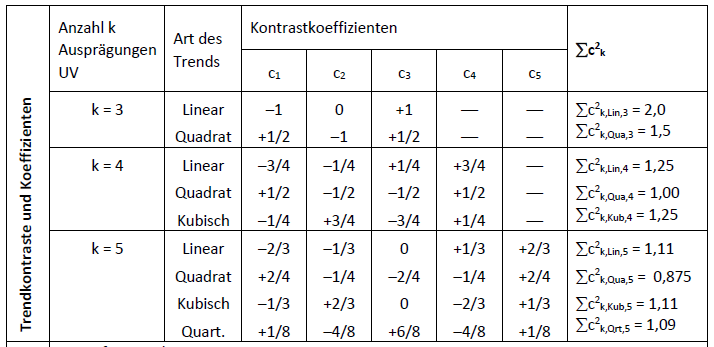 Trendkontraste und Koeffizienten
Anzahl k Ausprägungen UV | Art des Trends | Kontrastkoeffizienten | ∑c²ₖ
c₁ | c₂ | c₃ | c₄ | c₅
k = 3 | Linear | –1 | 0 | +1 | — | — | ∑c²k,Lin,3 = 2,0
Quadrat | +1/2 | –1 | +1/2 | — | — | ∑c²k,Qua,3 = 1,5
k = 4 | Linear | –3/4 | –1/4 | +1/4 | +3/4 | — | ∑c²k,Lin,4 = 1,25
Quadrat | +1/2 | –1/2 | –1/2 | +1/2 | — | ∑c²k,Qua,4 = 1,00
Kubisch | –1/4 | +3/4 | –3/4 | +1/4 | — | ∑c²k,Kub,4 = 1,25
k = 5 | Linear | –2/3 | –1/3 | 0 | +1/3 | +2/3 | ∑c²k,Lin,5 = 1,11
Quadrat | +2/4 | –1/4 | –2/4 | –1/4 | +2/4 | ∑c²k,Qua,5 = 0,875
Kubisch | –1/3 | +2/3 | 0 | –2/3 | +1/3 | ∑c²k,Kub,5 = 1,11
Quart. | +1/8 | –4/8 | +6/8 | –4/8 | +1/8 | ∑c²k,Qrt,5 = 1,09